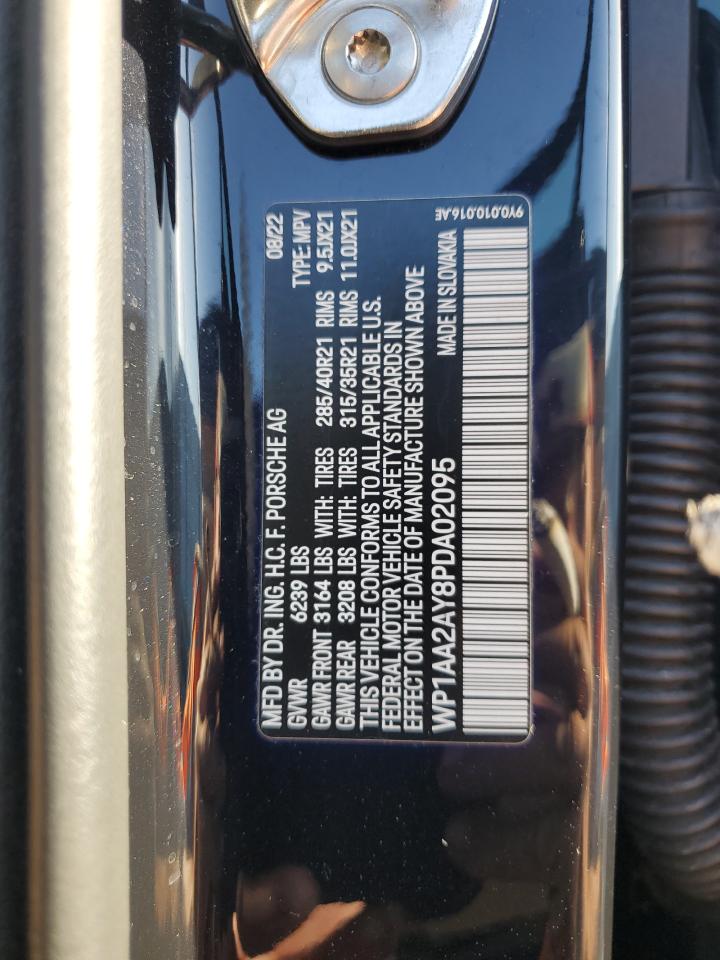 MFD BY DR. ING. H.C. F. PORSCHE AG 08/22
GVWR 6239 LBS TYPE: MPV
GAWR FRONT 3164 LBS WITH: TIRES 285/40R21 RIMS 9.5JX21
GAWR REAR 3208 LBS WITH: TIRES 315/35R21 RIMS 11.0JX21
THIS VEHICLE CONFORMS TO ALL APPLICABLE U.S.
FEDERAL MOTOR VEHICLE SAFETY STANDARDS IN
EFFECT ON THE DATE OF MANUFACTURE SHOWN ABOVE
WP1AA2AY8PDA02095 MADE IN SLOVAKIA
9Y0.010.016.AE